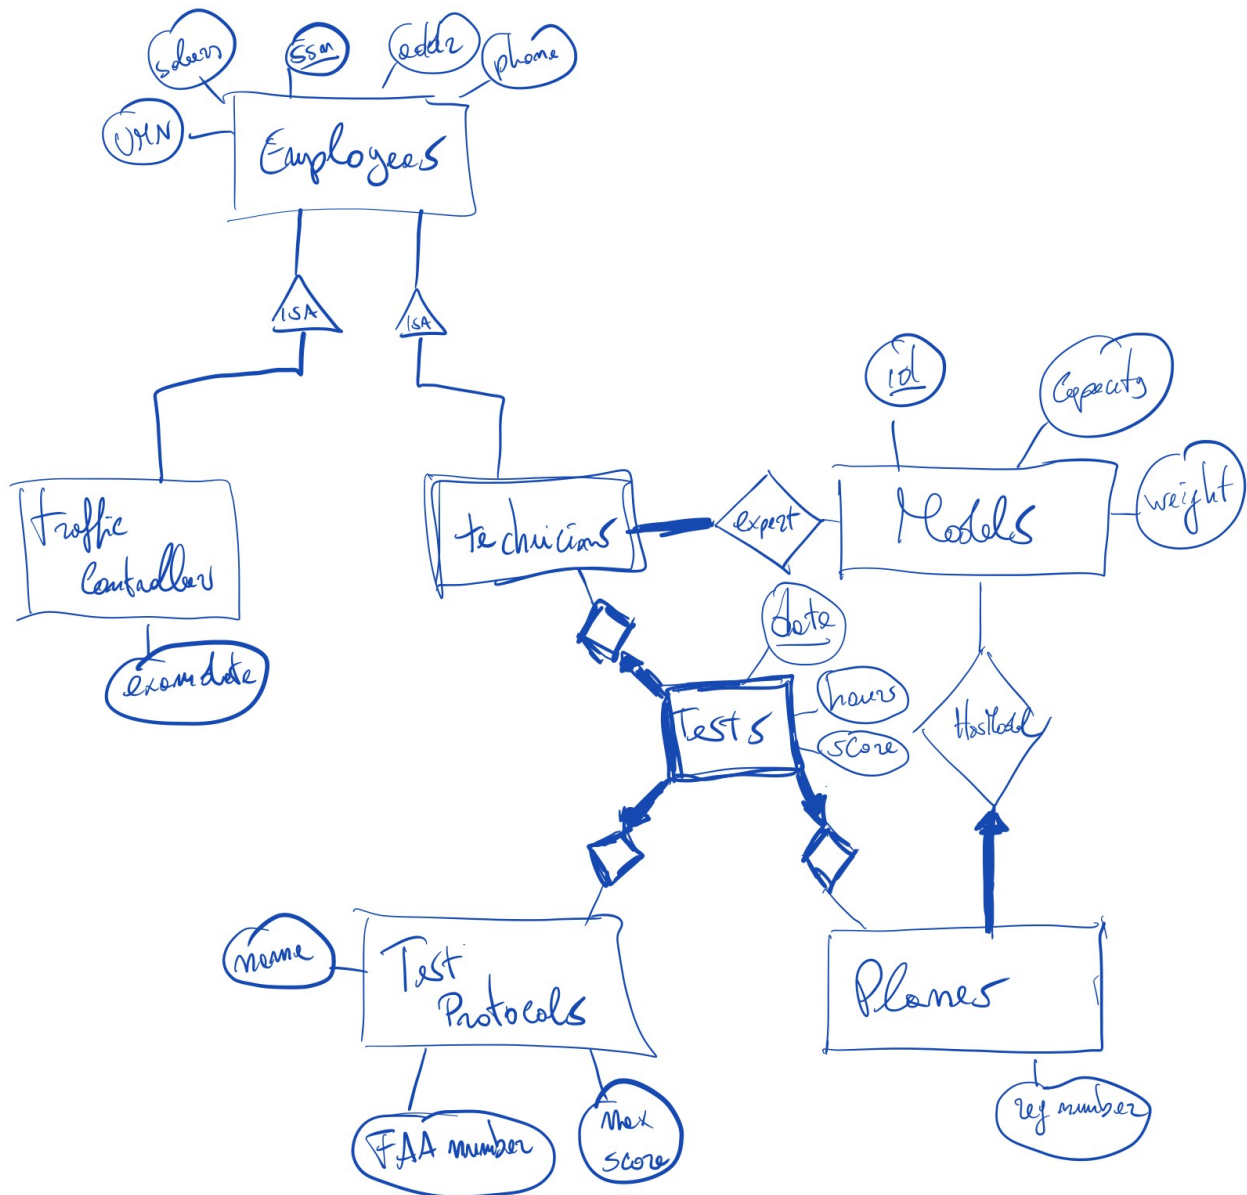 salary
ssn
addr
phone
UMN
Employees
ISA
ISA
id
Capacity
weight
Traffic
Controller
technicians
expert
Models
date
examdate
hours
Tests
score
HasModel
name
Test
Protocols
Planes
FAA number
Max
score
reg number